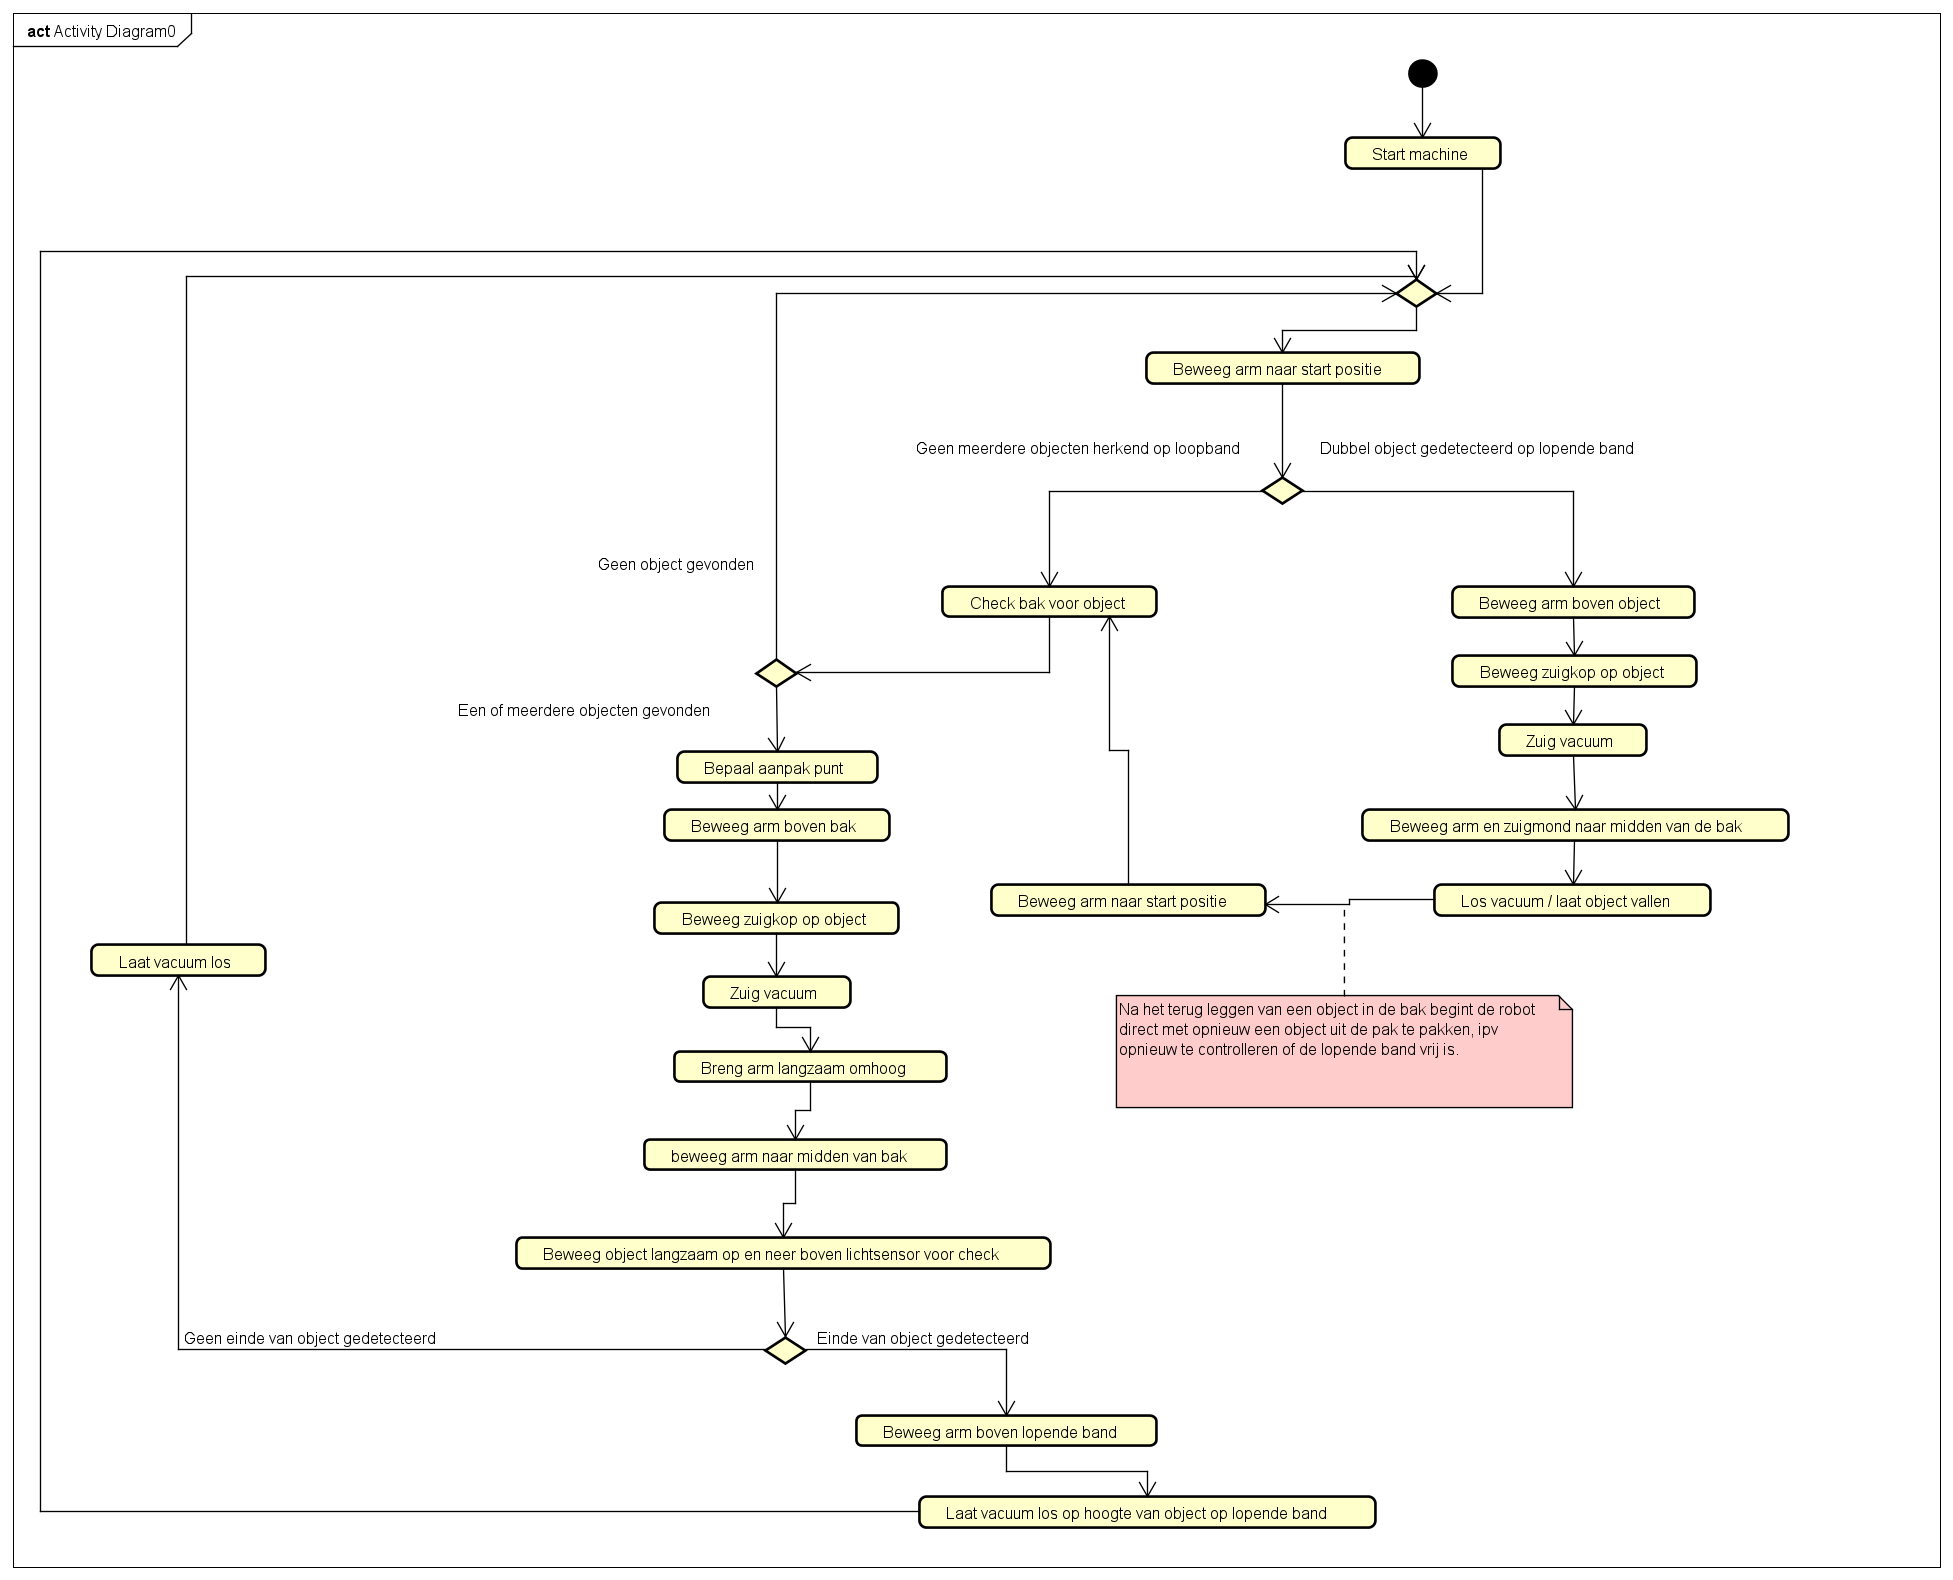 act Activity Diagram0
Start machine
Beweeg arm naar start positie
Geen meerdere objecten herkend op loopband
Dubbel object gedetecteerd op lopende band
Geen object gevonden
Check bak voor object
Beweeg arm boven object
Beweeg zuigkop op object
Een of meerdere objecten gevonden
Zuig vacuum
Bepaal aanpak punt
Beweeg arm boven bak
Beweeg arm en zuigmond naar midden van de bak
Beweeg arm naar start positie
Los vacuum / laat object vallen
Beweeg zuigkop op object
Laat vacuum los
Zuig vacuum
Na het terug leggen van een object in de bak begint de robot
direct met opnieuw een object uit de pak te pakken, ipv
opnieuw te controlleren of de lopende band vrij is.
Breng arm langzaam omhoog
beweeg arm naar midden van bak
Beweeg object langzaam op en neer boven lichtsensor voor check
Geen einde van object gedetecteerd
Einde van object gedetecteerd
Beweeg arm boven lopende band
Laat vacuum los op hoogte van object op lopende band